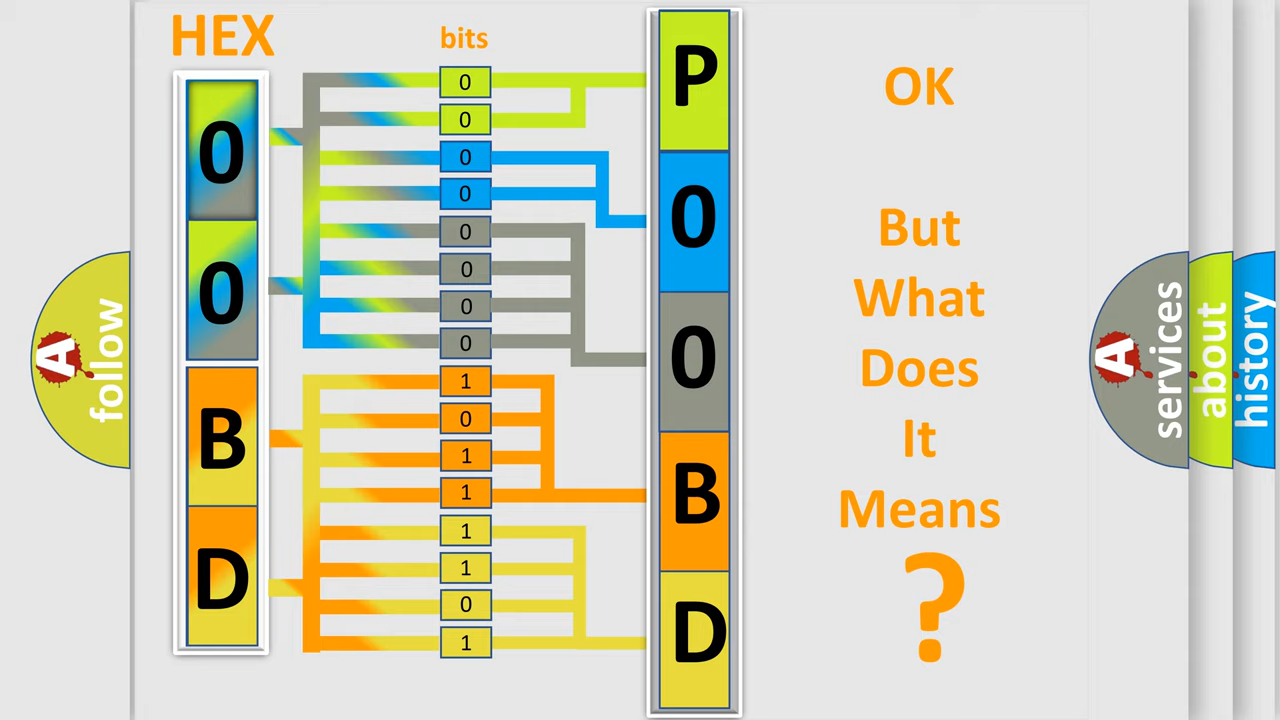 HEX
bits
0
0
B
D
0
0
0
0
0
0
0
0
1
0
1
1
1
1
0
1
P
0
0
B
D
OK
But
What
Does
It
Means
?
A
follow
A
services
about
history